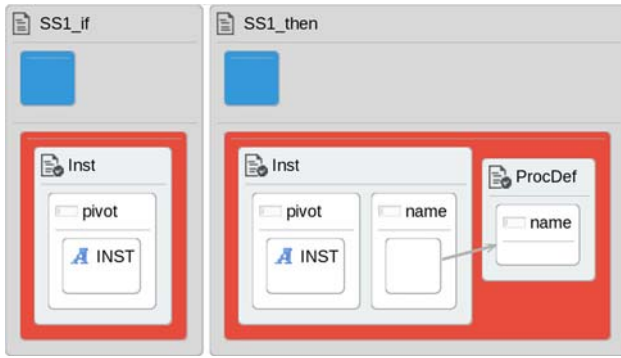 SS1_if
SS1_then
Inst
Inst
ProcDef
pivot
pivot
name
name
INST
INST